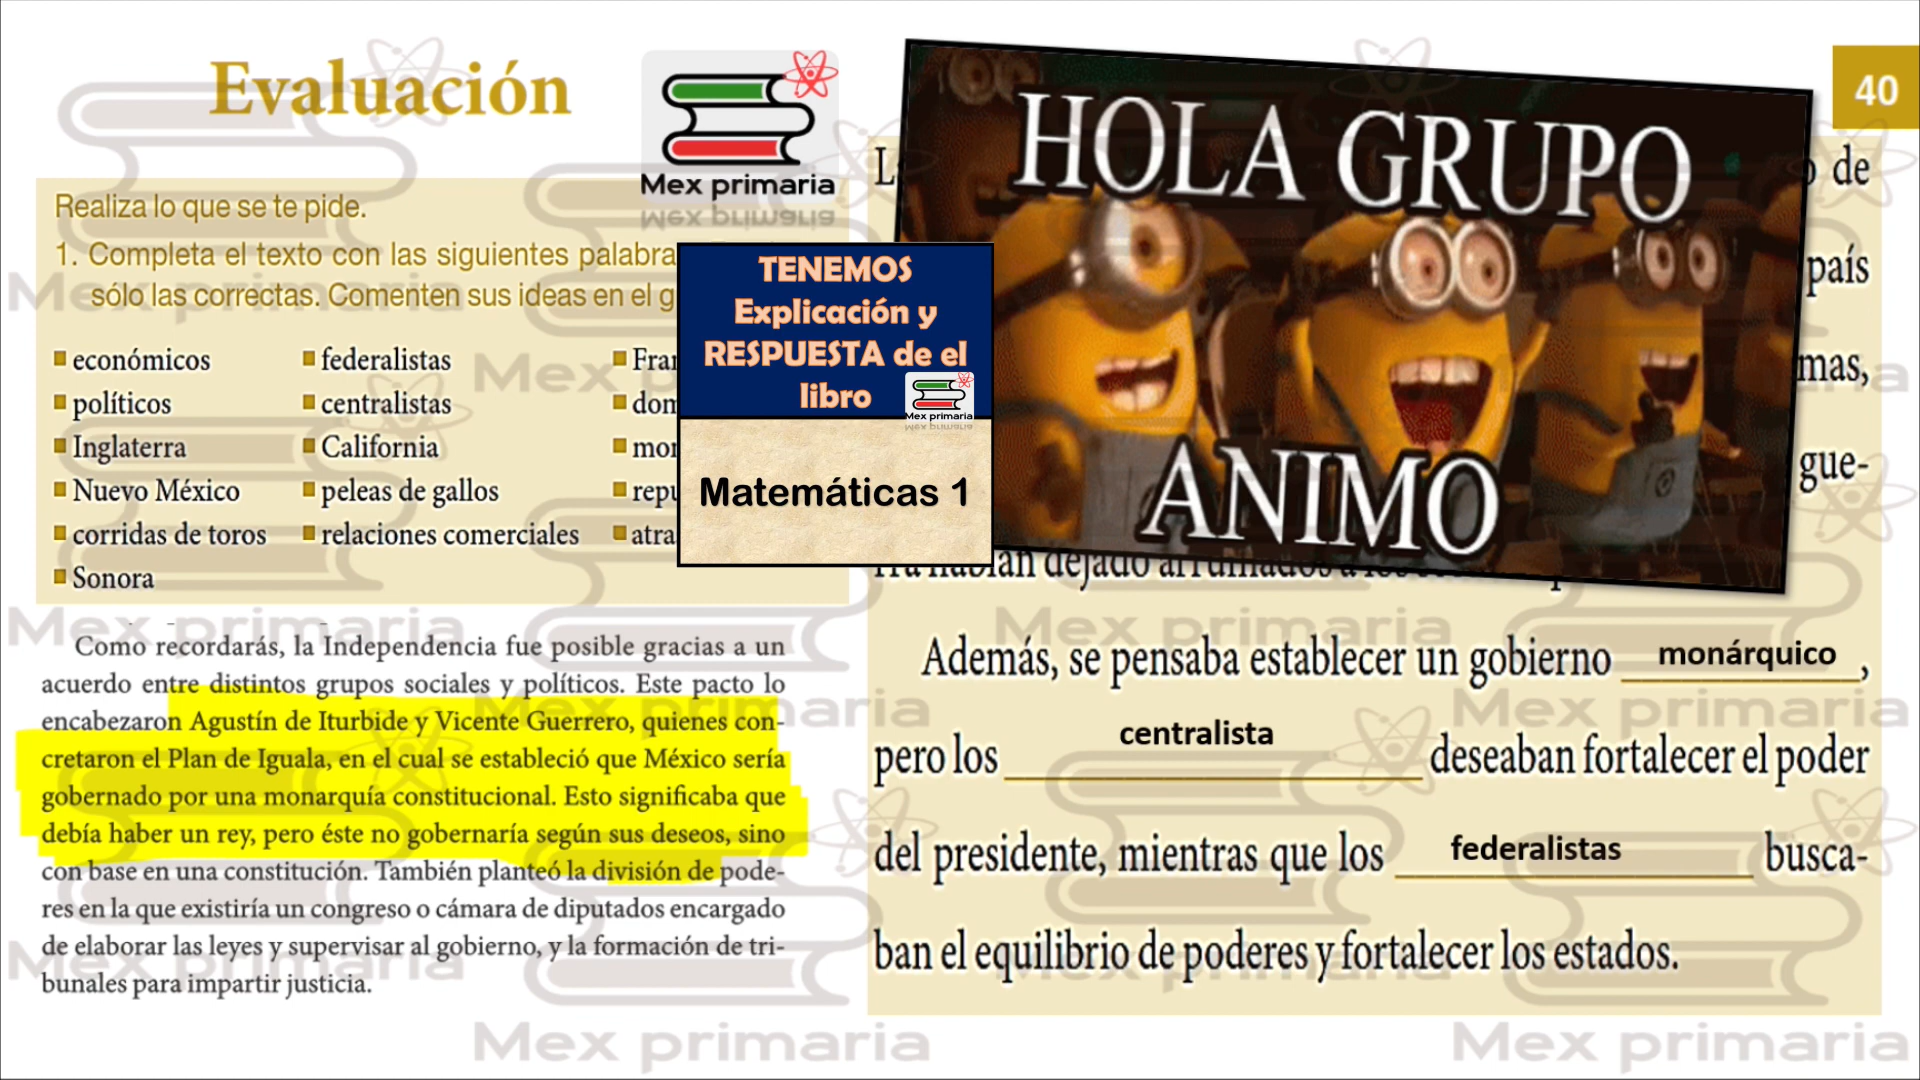 Evaluación
Mex primaria
40
Realiza lo que se te pide.
1. Completa el texto con las siguientes palabra
sólo las correctas. Comenten sus ideas en el g
económicos
políticos
Inglaterra
Nuevo México
corridas de toros
Sonora
federalistas
centralistas
California
peleas de gallos
relaciones comerciales
TENEMOS
Explicación y
RESPUESTA de el
libro
Mex primaria
Matemáticas 1
HOLA GRUPO
ANIMO
de
país
mas,
gue-
dejado
Además, se pensaba establecer un gobierno monárquico,
pero los centralista deseaban fortalecer el poder
del presidente, mientras que los federalistas busca-
ban el equilibrio de poderes y fortalecer los estados.
Como recordarás, la Independencia fue posible gracias a un
acuerdo entre distintos grupos sociales y políticos. Este pacto lo
encabezaron Agustín de Iturbide y Vicente Guerrero, quienes con-
cretaron el Plan de Iguala, en el cual se estableció que México sería
gobernado por una monarquía constitucional. Esto significaba que
debía haber un rey, pero éste no gobernaría según sus deseos, sino
con base en una constitución. También planteó la división de pode-
res en la que existiría un congreso o cámara de diputados encargado
de elaborar las leyes y supervisar al gobierno, y la formación de tri-
bunales para impartir justicia.